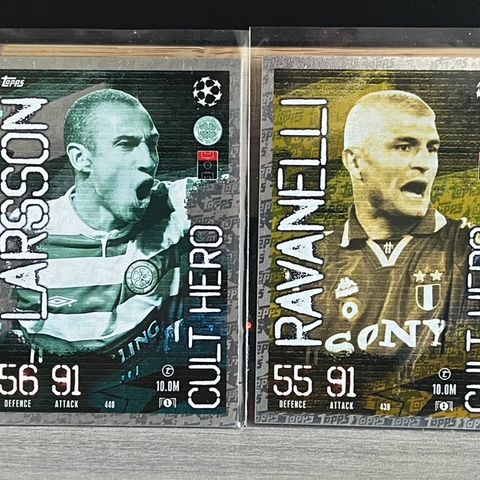 Topps
LARSSON
CULT HERO
56 91
DEFENCE ATTACK
440
10.0M
RAVANELLI
SONY
CULT HERO
55 91
DEFENCE ATTACK
439
10.0M